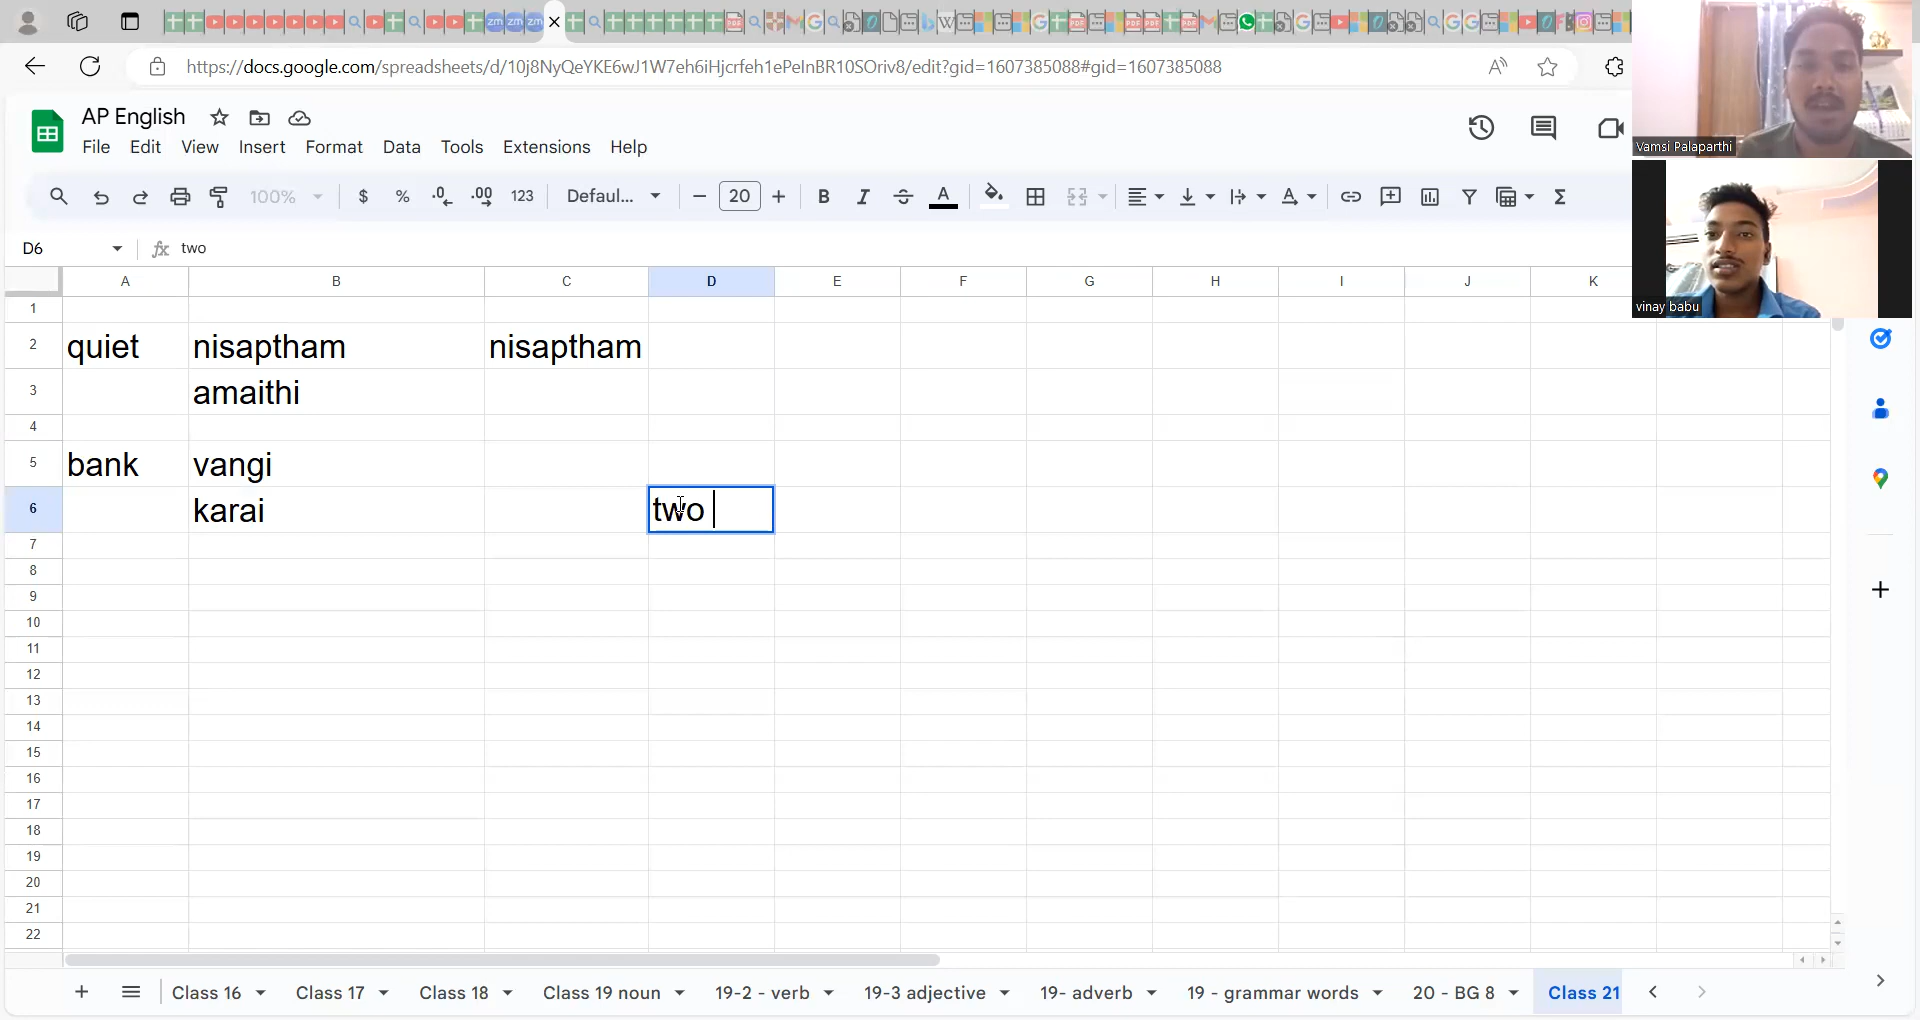 https://docs.google.com/spreadsheets/d/10j8NyQeYKE6wJ1W7eh6iHjcrfeh1ePeInBR10SOriv8/edit?gid=1607385088#gid=1607385088
AP English
File Edit View Insert Format Data Tools Extensions Help
100% $ % .0 .00 123 Defaul... 20 B I A
Vamsi Palaparthi
vinay babu
D6 fx two
A B C D E F G H I J K
1
2 quiet nisaptham nisaptham
3 amaithi
4
5 bank vangi
6 karai two
7
8
9
10
11
12
13
14
15
16
17
18
19
20
21
22
Class 16 Class 17 Class 18 Class 19 noun 19-2 - verb 19-3 adjective 19- adverb 19 - grammar words 20 - BG 8 Class 21